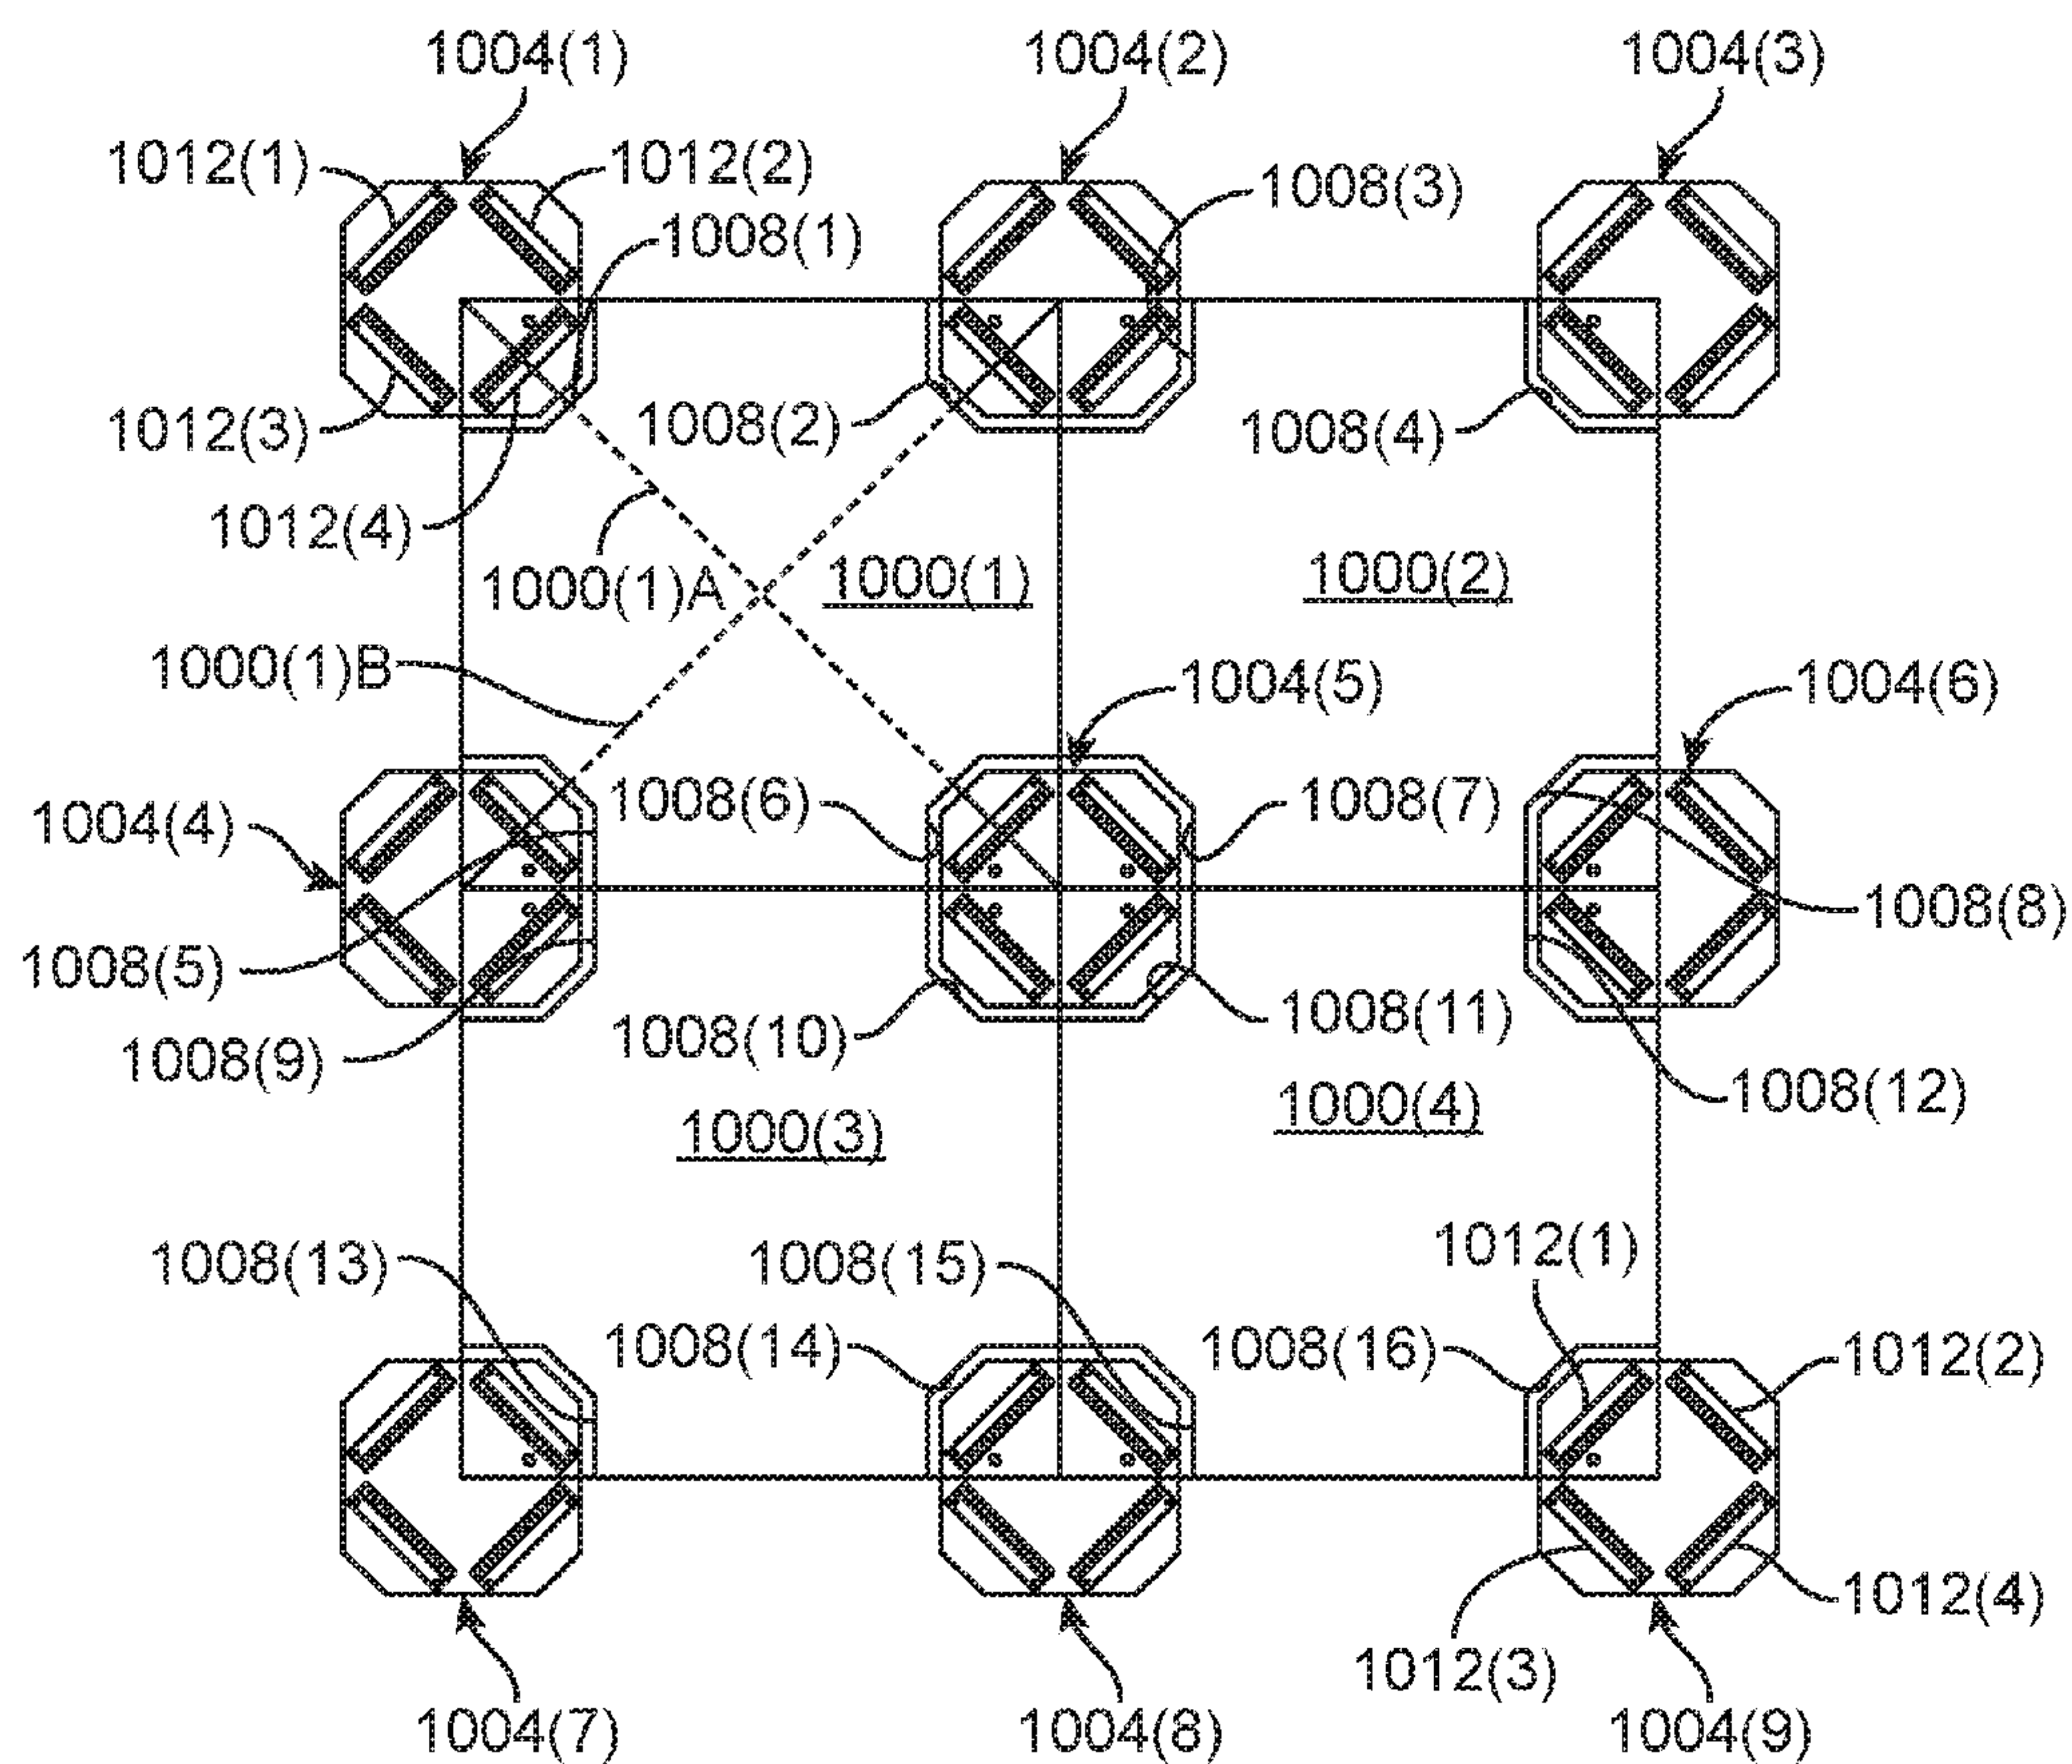 1004(1) 1004(2) 1004(3)
1012(1) 1012(2) 1008(3)
1008(1)
1012(3) 1008(2) 1008(4)
1012(4)
1000(1)A 1000(1) 1000(2)
1000(1)B 1004(5) 1004(6)
1004(4) 1008(6) 1008(7)
1008(8)
1008(5)
1008(9) 1008(10) 1008(11)
1008(12)
1000(3) 1000(4)
1008(13) 1008(15) 1012(1)
1008(14) 1008(16) 1012(2)
1012(4)
1012(3)
1004(7) 1004(8) 1004(9)